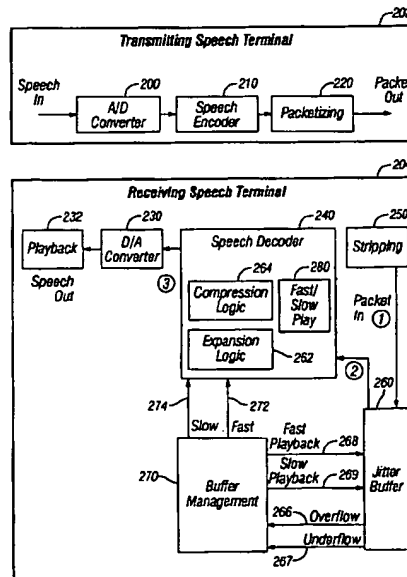 203
Transmitting Speech Terminal
Speech
In
200
A/D
Converter
210
Speech
Encoder
220
Packetizing
Packet
Out
204
Receiving Speech Terminal
232
Playback
Speech
Out
230
D/A
Converter
3
240
Speech Decoder
264
Compression
Logic
280
Fast/
Slow
Play
Expansion
Logic
262
250
Stripping
Packet
In
1
2
260
Jitter
Buffer
274
272
Slow
Fast
270
Buffer
Management
Fast
Playback
268
Slow
Playback
269
266
Overflow
Underflow
267